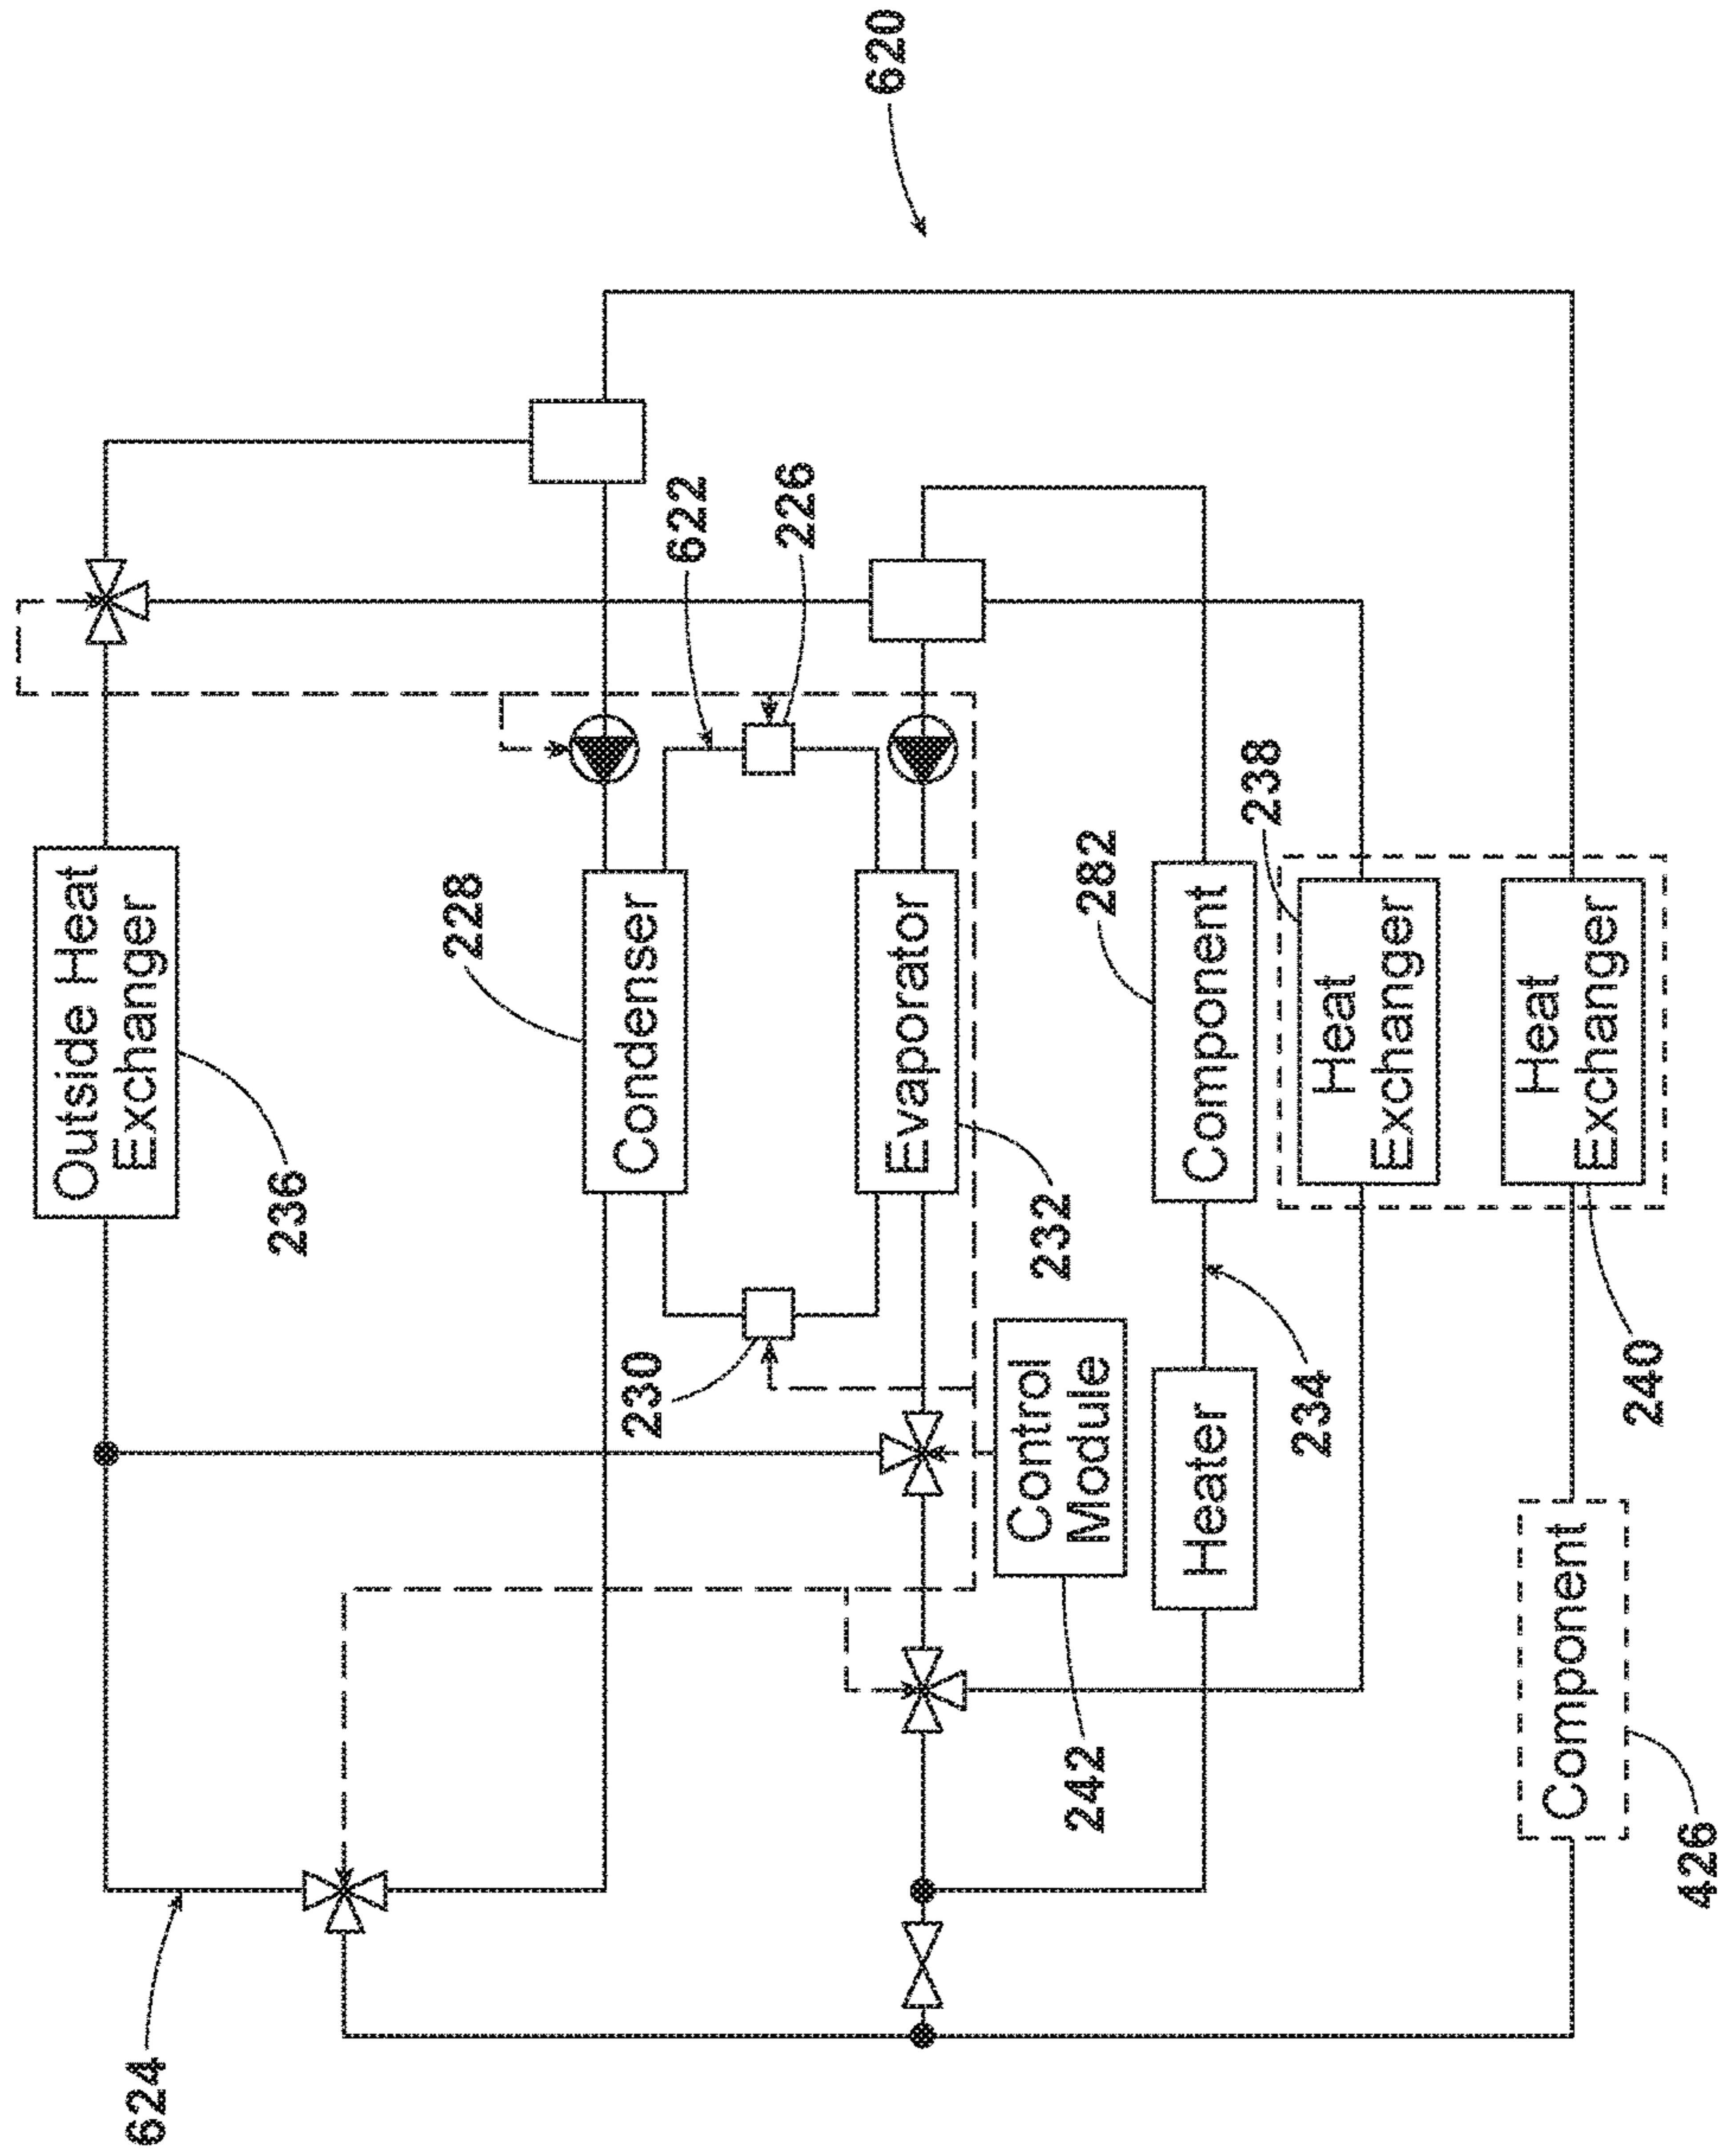 620
622
226
Outside Heat
Exchanger
236
228
Condenser
Evaporator
232
230
282
Component
238
Heat
Exchanger
Heat
Exchanger
240
234
Control
Module
242
Heater
Component
426
624